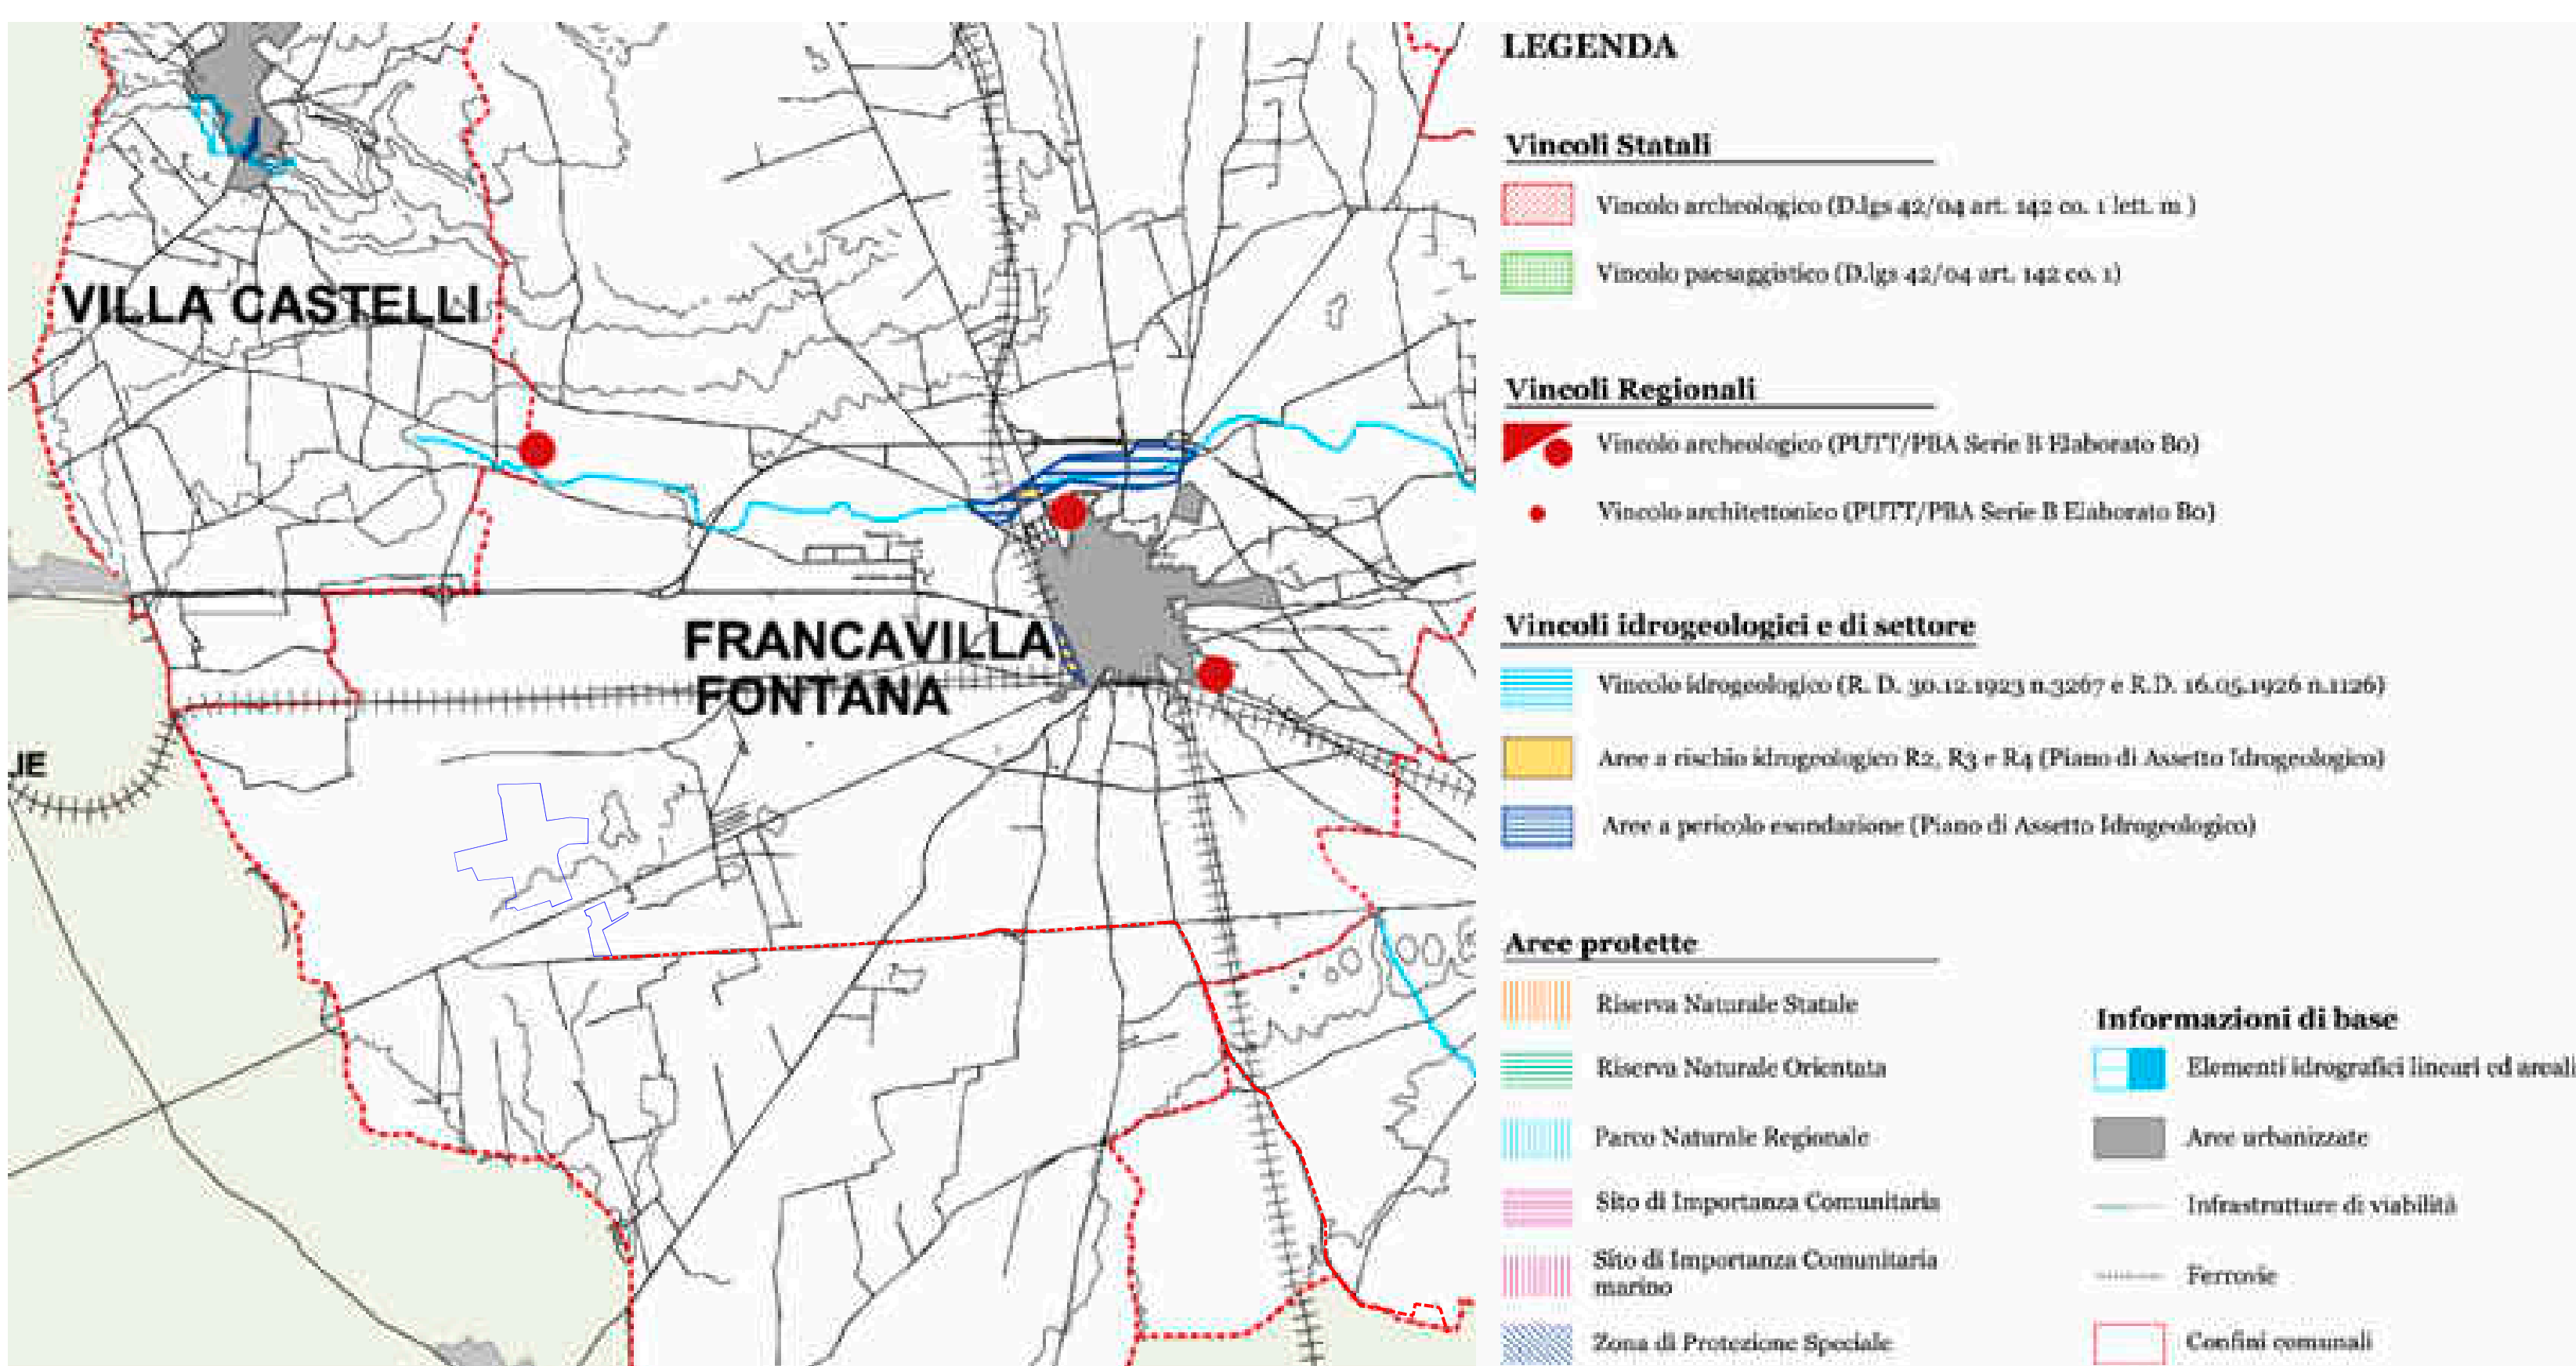 VILLA CASTELLI
FRANCAVILLA
FONTANA
IE
LEGENDA
Vincoli Statali
Vincolo archeologico (D.lgs 42/04 art. 142 co. 1 lett. m )
Vincolo paesaggistico (D.lgs 42/04 art. 142 co. 1)
Vincoli Regionali
Vincolo archeologico (PUTT/PBA Serie B Elaborato B0)
Vincolo architettonico (PUTT/PBA Serie B Elaborato B0)
Vincoli idrogeologici e di settore
Vincolo idrogeologico (R. D. 30.12.1923 n.3267 e R.D. 16.05.1926 n.1126)
Aree a rischio idrogeologico R2, R3 e R4 (Piano di Assetto Idrogeologico)
Aree a pericolo esondazione (Piano di Assetto Idrogeologico)
Aree protette
Riserva Naturale Statale
Riserva Naturale Orientata
Parco Naturale Regionale
Sito di Importanza Comunitaria
Sito di Importanza Comunitaria
marino
Zona di Protezione Speciale
Informazioni di base
Elementi idrografici lineari ed areali
Aree urbanizzate
Infrastrutture di viabilità
Ferrovie
Confini comunali